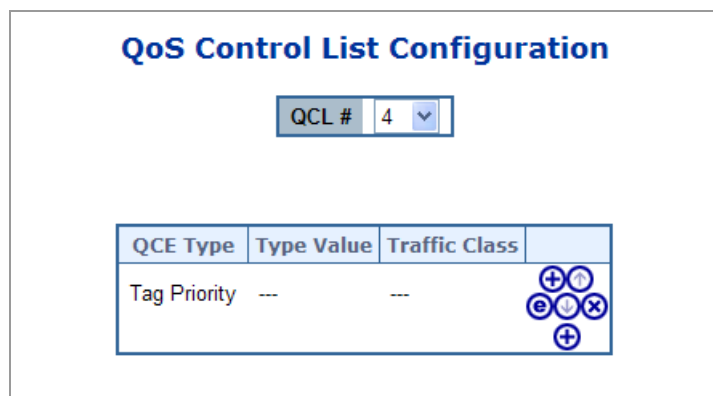 QoS Control List Configuration
QCL # 4
QCE Type Type Value Traffic Class
Tag Priority --- ---
e